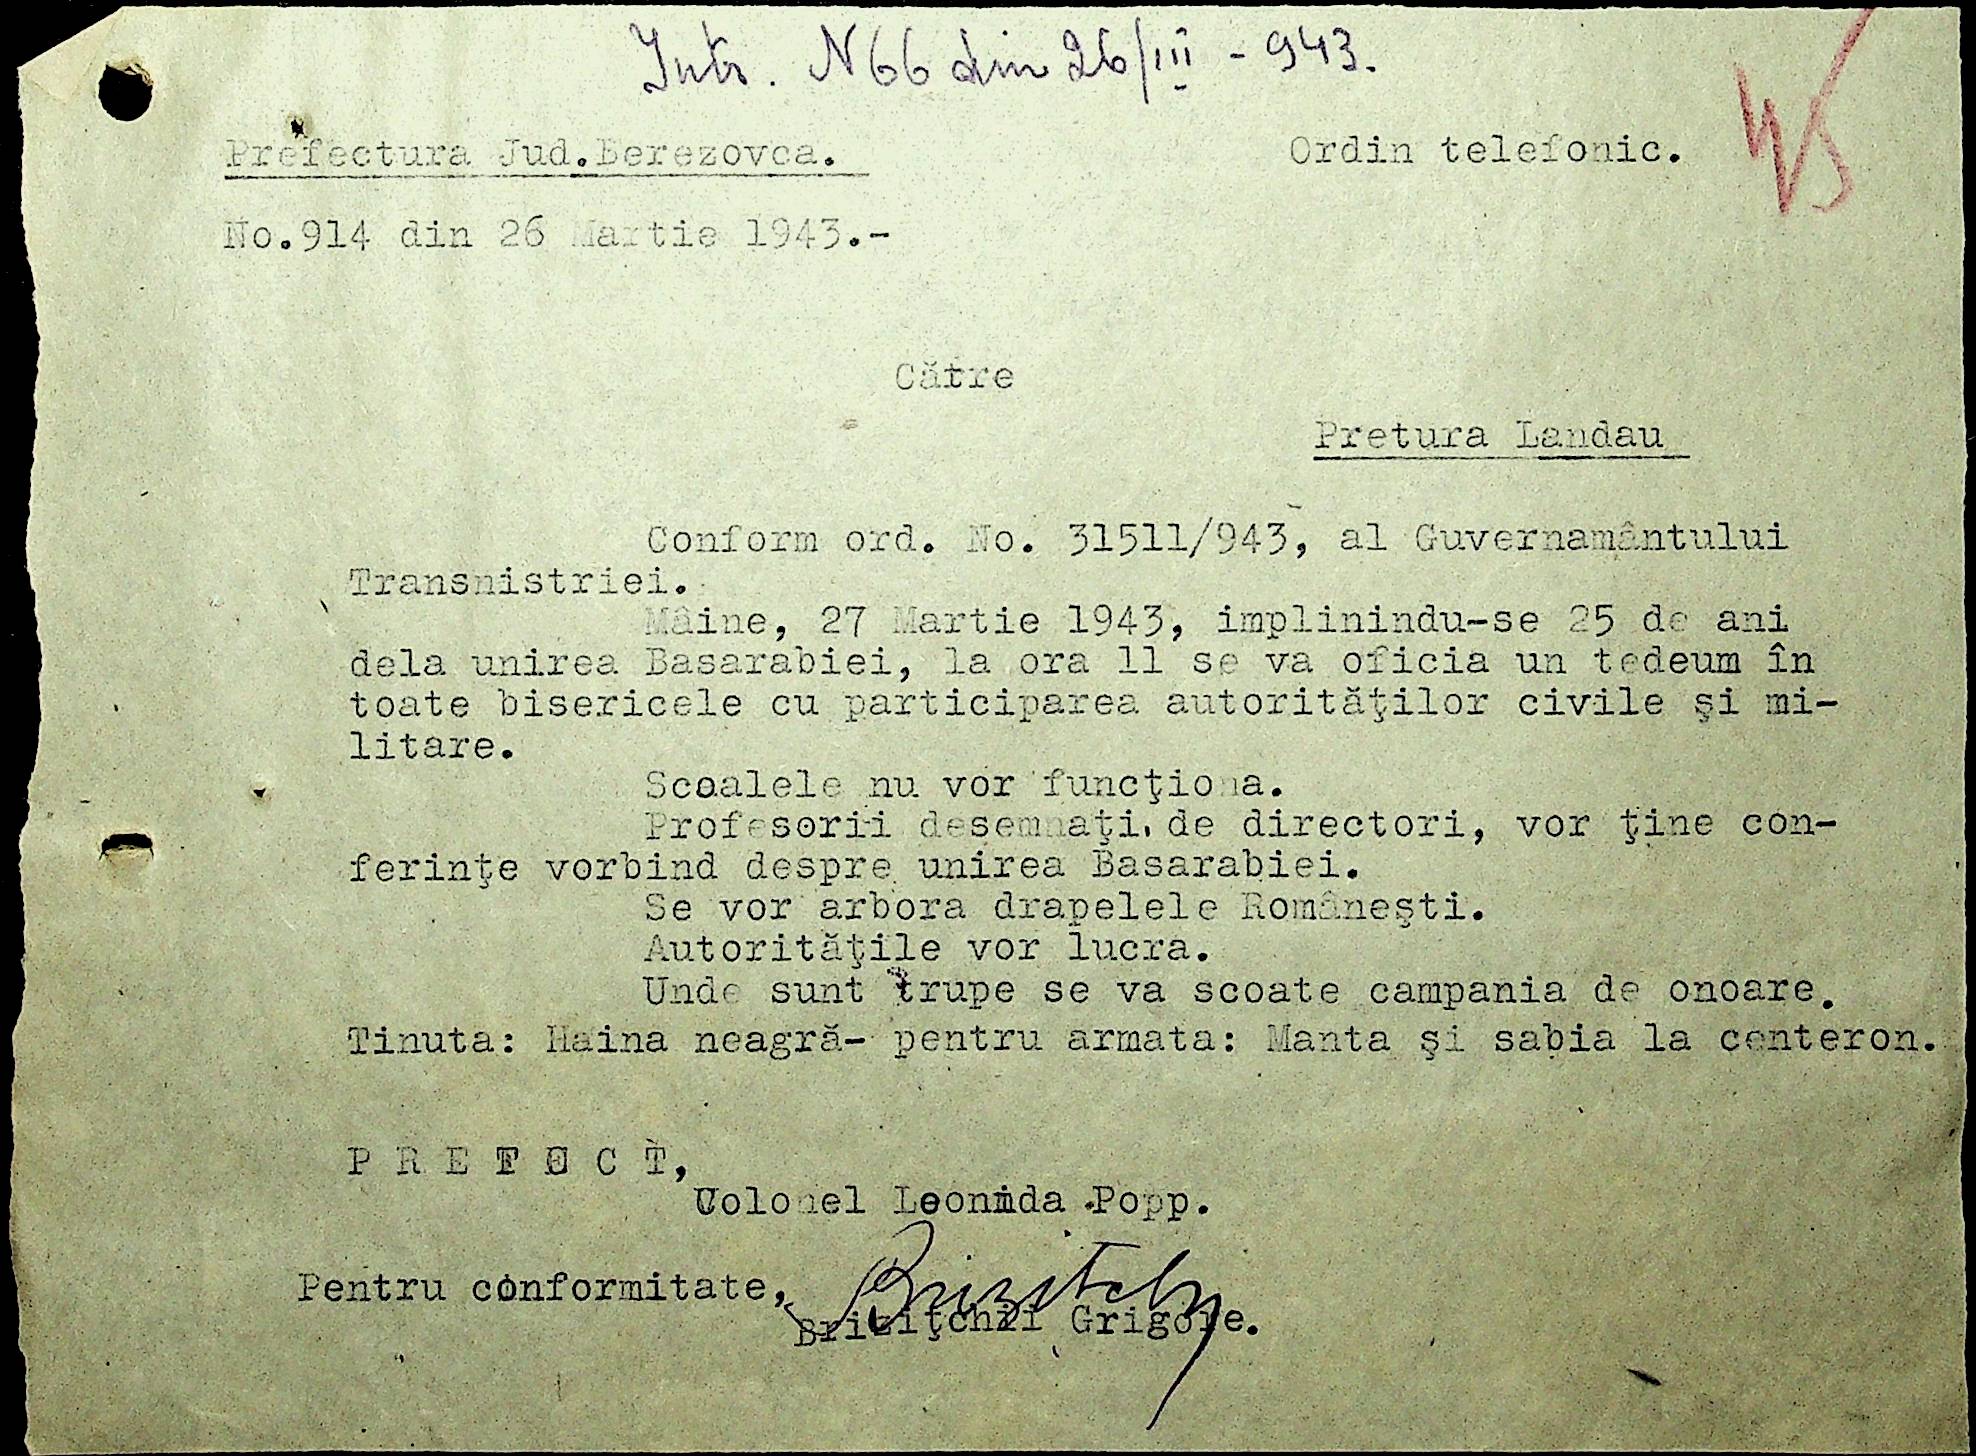 Intr. N 66 din 26/III - 943.
Prefectura Jud.Berezovca.
Ordin telefonic.
No.914 din 26 Martie 1943.-
Către
Pretura Landau
Conform ord. No. 31511/943, al Guvernamântului
Transnistriei.
Mâine, 27 Martie 1943, implinindu-se 25 de ani
dela unirea Basarabiei, la ora 11 se va oficia un tedeum în
toate bisericele cu participarea autorităţilor civile şi mi-
litare.
Scoalele nu vor funcţiona.
Profesorii desemnaţi de directori, vor ţine con-
ferinţe vorbind despre unirea Basarabiei.
Se vor arbora drapelele Româneşti.
Autorităţile vor lucra.
Unde sunt trupe se va scoate campania de onoare.
Tinuta: Haina neagră- pentru armata: Manta şi sabia la centeron.
P R E F E C T,
Colonel Leonida Popp.
Pentru conformitate,
Briziţchii Grigore.